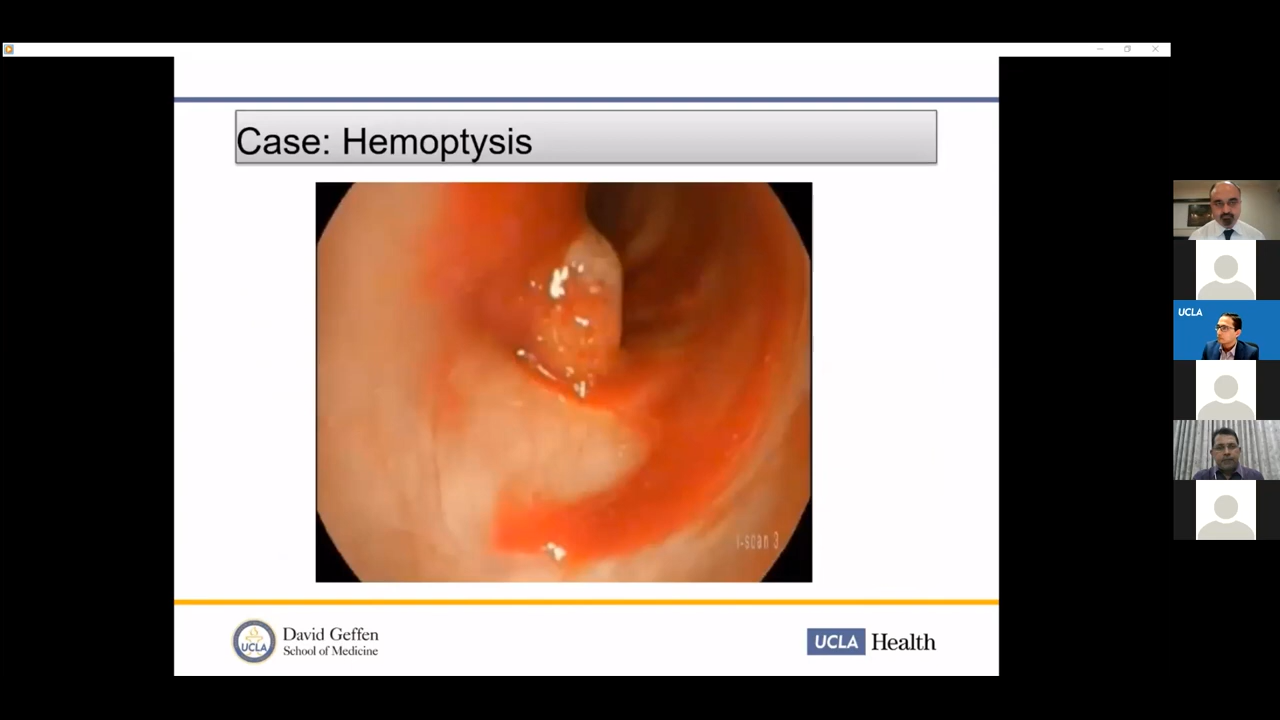 Case: Hemoptysis
UCLA
i-scan 3
UCLA
David Geffen
School of Medicine
UCLA Health